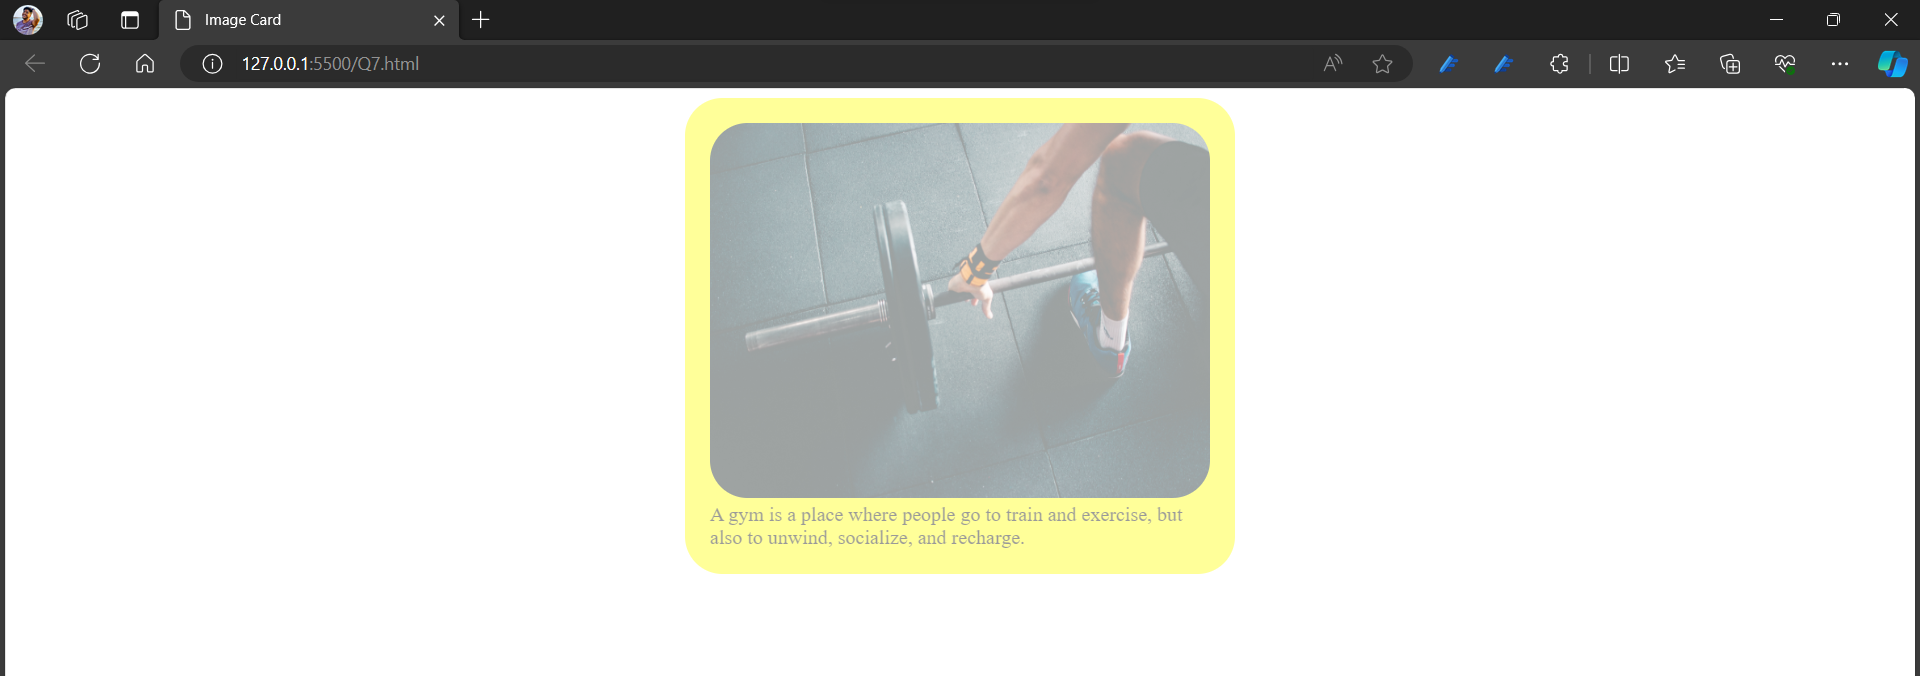 Image Card
127.0.0.1:5500/Q7.html
A gym is a place where people go to train and exercise, but
also to unwind, socialize, and recharge.